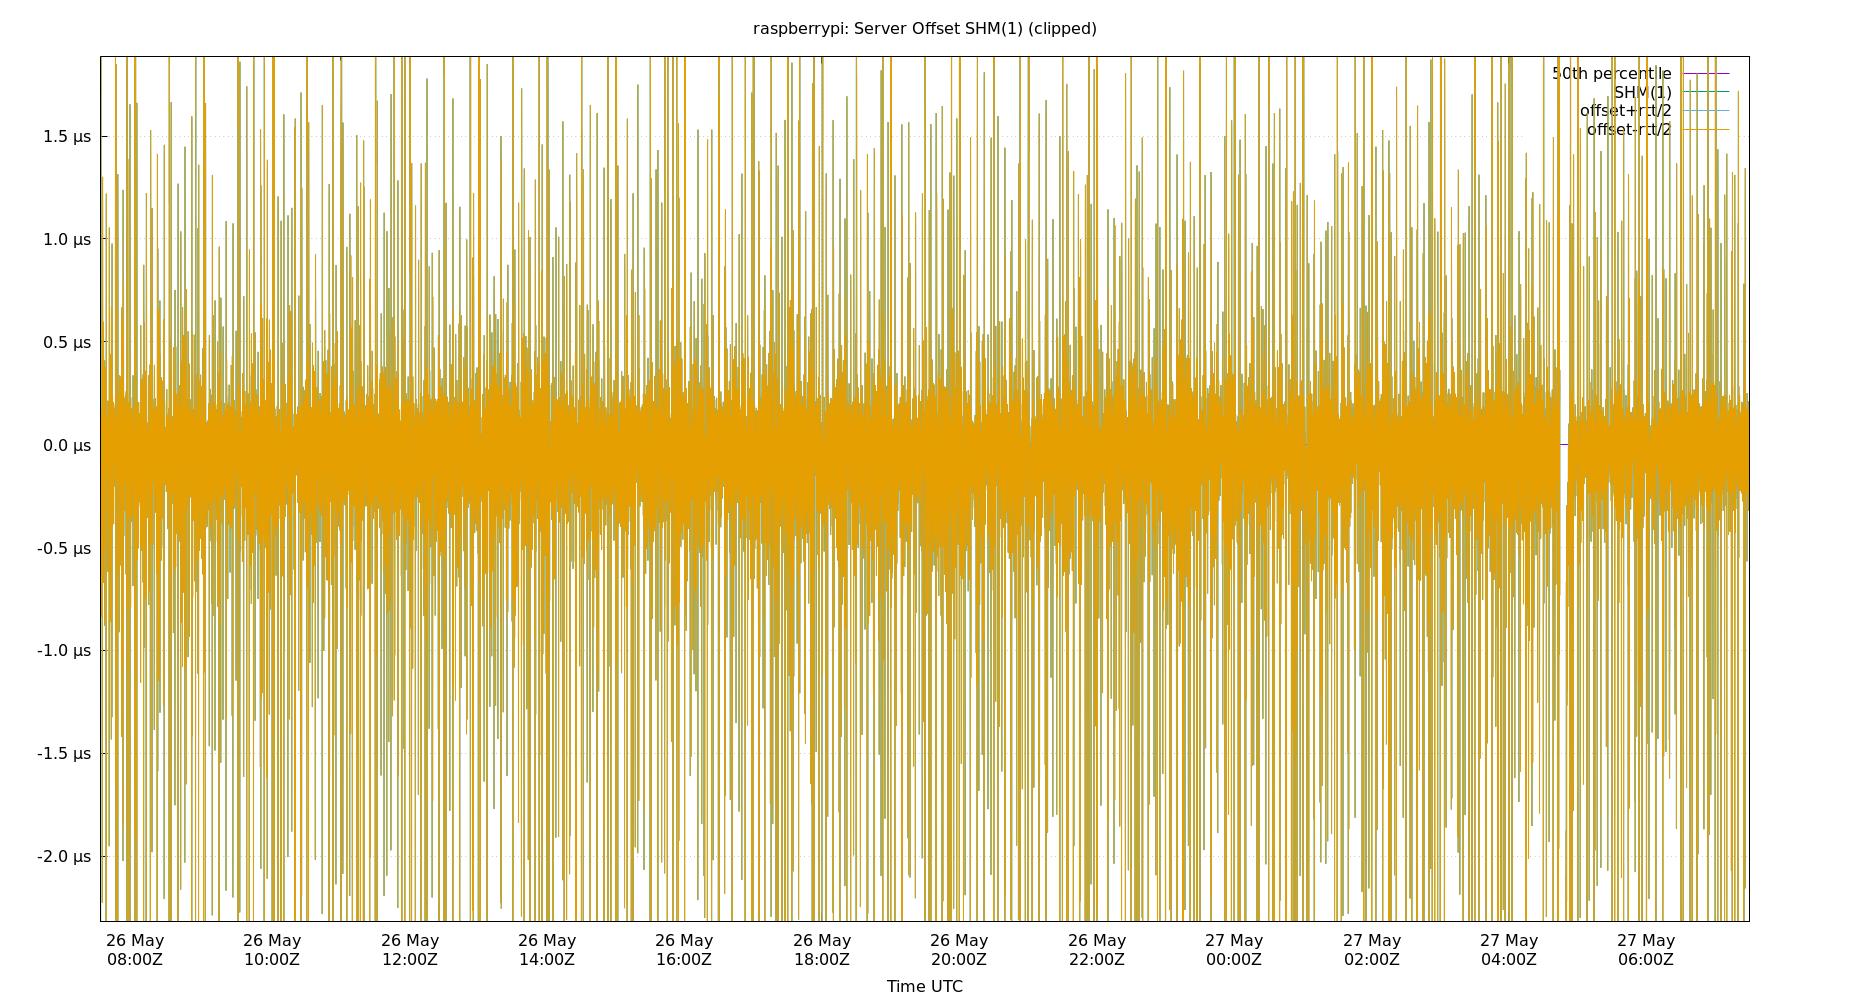 raspberrypi: Server Offset SHM(1) (clipped)
50th percentile
SHM(1)
offset+rtt/2
offset-rtt/2
1.5 µs
1.0 µs
0.5 µs
0.0 µs
-0.5 µs
-1.0 µs
-1.5 µs
-2.0 µs
26 May 26 May 26 May 26 May 26 May 26 May 26 May 26 May 27 May 27 May 27 May 27 May
08:00Z 10:00Z 12:00Z 14:00Z 16:00Z 18:00Z 20:00Z 22:00Z 00:00Z 02:00Z 04:00Z 06:00Z
Time UTC